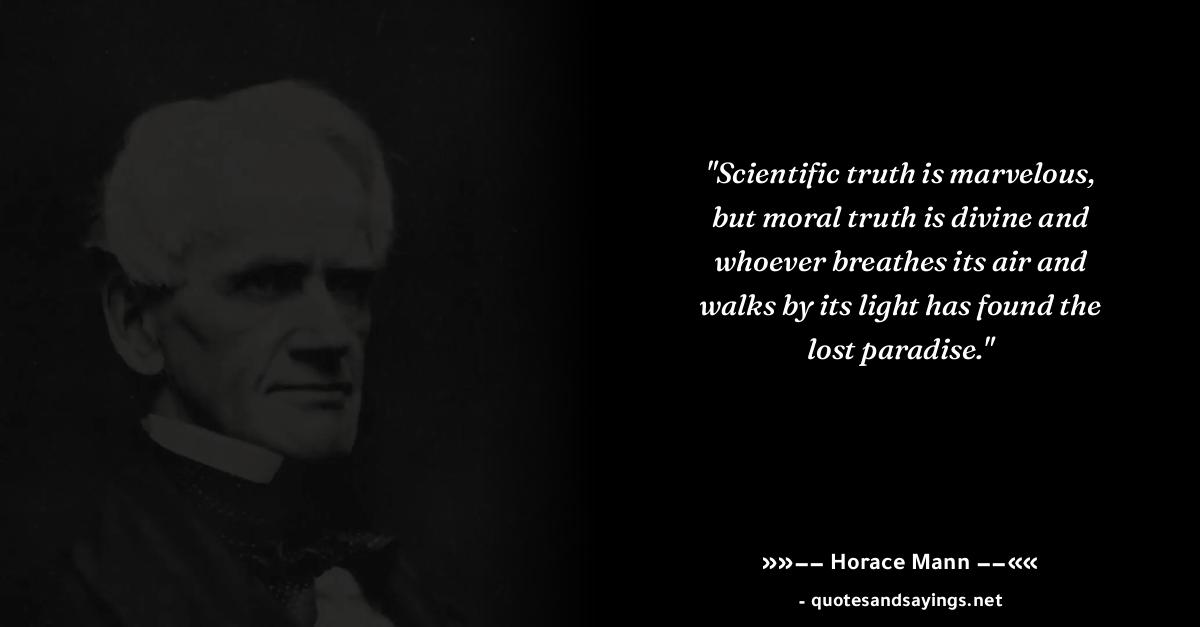 "Scientific truth is marvelous,
but moral truth is divine and
whoever breathes its air and
walks by its light has found the
lost paradise."
»»–– Horace Mann ––««
- quotesandsayings.net